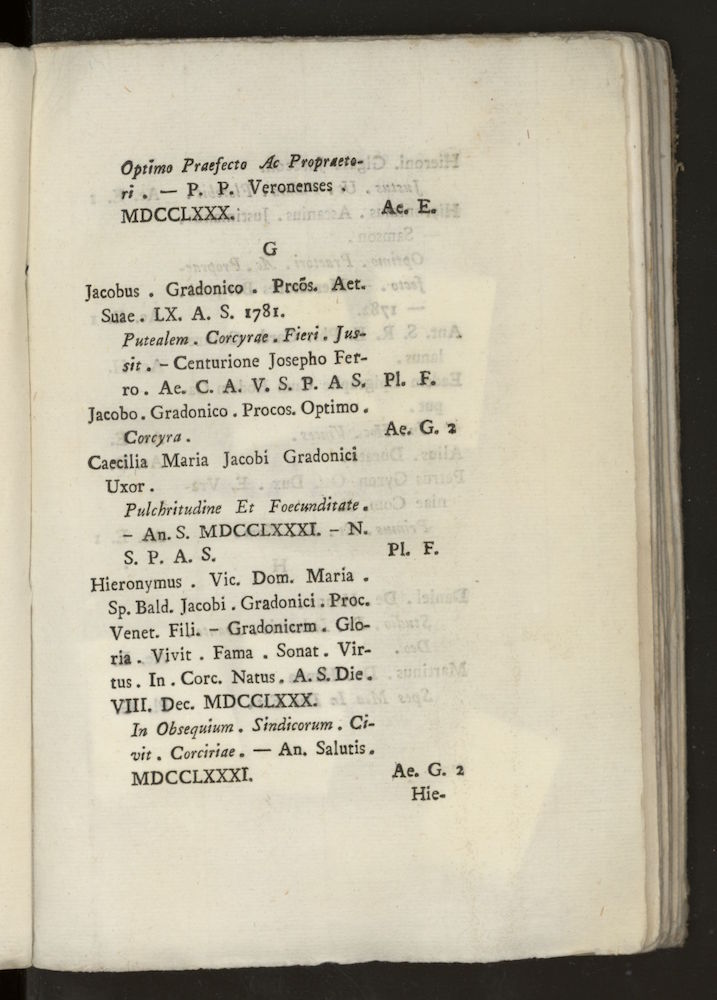 Optimo Praefecto Ac Propraeto-
ri . — P. P. Veronenses .
MDCCLXXX. Ae. E.
G
Jacobus . Gradonico . Prcõs. Aet.
Suae . LX. A. S. 1781.
Putealem . Corcyrae . Fieri . Jus-
sit . – Centurione Josepho Fer-
ro . Ae. C. A. V. S. P. A S. Pl. F.
Jacobo . Gradonico . Procos. Optimo .
Corcyra . Ae. G. 2
Caecilia Maria Jacobi Gradonici
Uxor .
Pulchritudine Et Foecunditate .
– An. S. MDCCLXXXI. – N.
S. P. A. S. Pl. F.
Hieronymus . Vic. Dom. Maria .
Sp. Bald. Jacobi . Gradonici . Proc.
Venet. Fili. – Gradonicrm . Glo-
ria . Vivit . Fama . Sonat . Vir-
tus . In . Corc. Natus . A. S. Die .
VIII. Dec. MDCCLXXX.
In Obsequium . Sindicorum . Ci-
vit . Corciriae . — An. Salutis .
MDCCLXXXI. Ae. G. 2
Hie-